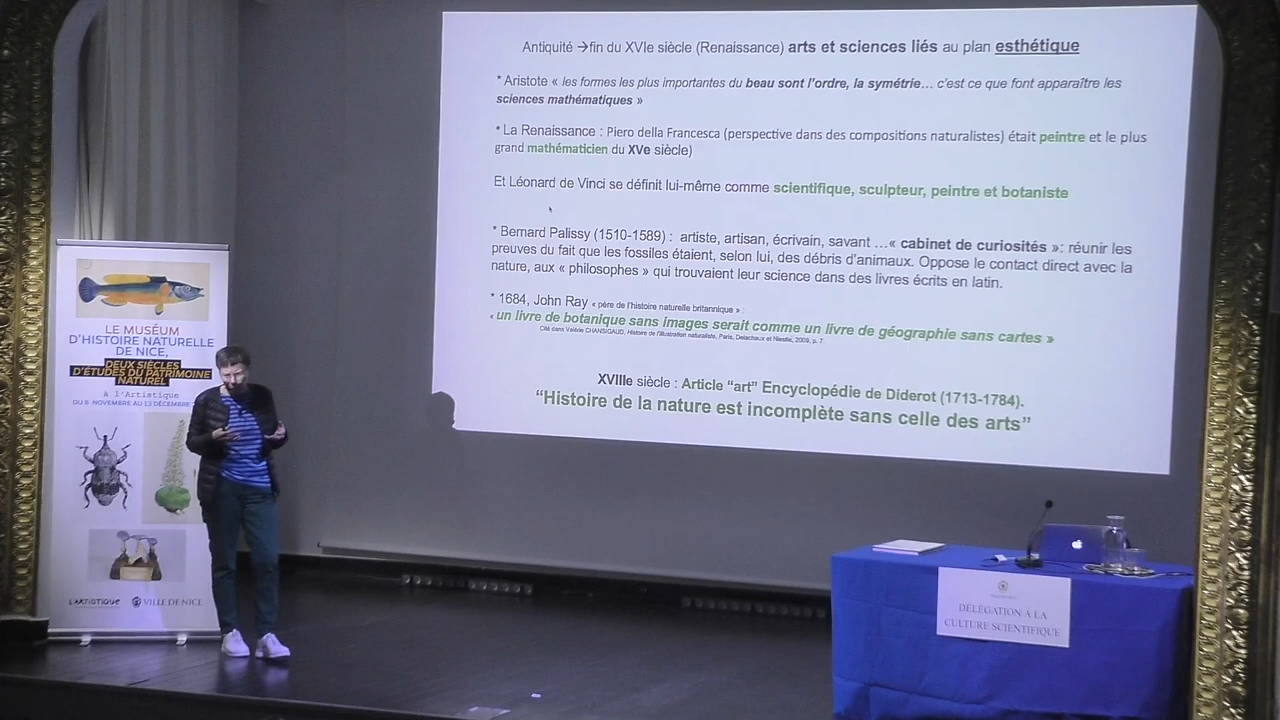 Antiquité →fin du XVIe siècle (Renaissance) arts et sciences liés au plan esthétique
* Aristote « les formes les plus importantes du beau sont l'ordre, la symétrie… c'est ce que font apparaître les
sciences mathématiques »
* La Renaissance : Piero della Francesca (perspective dans des compositions naturalistes) était peintre et le plus
grand mathématicien du XVe siècle)
Et Léonard de Vinci se définit lui-même comme scientifique, sculpteur, peintre et botaniste
* Bernard Palissy (1510-1589) : artiste, artisan, écrivain, savant …« cabinet de curiosités »: réunir les
preuves du fait que les fossiles étaient, selon lui, des débris d'animaux. Oppose le contact direct avec la
nature, aux « philosophes » qui trouvaient leur science dans des livres écrits en latin.
* 1684, John Ray « père de l'histoire naturelle britannique » :
« un livre de botanique sans images serait comme un livre de géographie sans cartes »
Cité dans Valérie CHANSIGAUD, Histoire de l'illustration naturaliste, Paris, Delachaux et Niestlé, 2009, p. 7.
XVIIIe siècle : Article “art” Encyclopédie de Diderot (1713-1784).
“Histoire de la nature est incomplète sans celle des arts”
LE MUSÉUM
D'HISTOIRE NATURELLE
DE NICE,
DEUX SIÈCLES
D'ÉTUDES DU PATRIMOINE
NATUREL
à l'Artistique
DU 8 NOVEMBRE AU 13 DÉCEMBRE
L'ARTISTIQUE
VILLE DE NICE
DÉLÉGATION À LA
CULTURE SCIENTIFIQUE